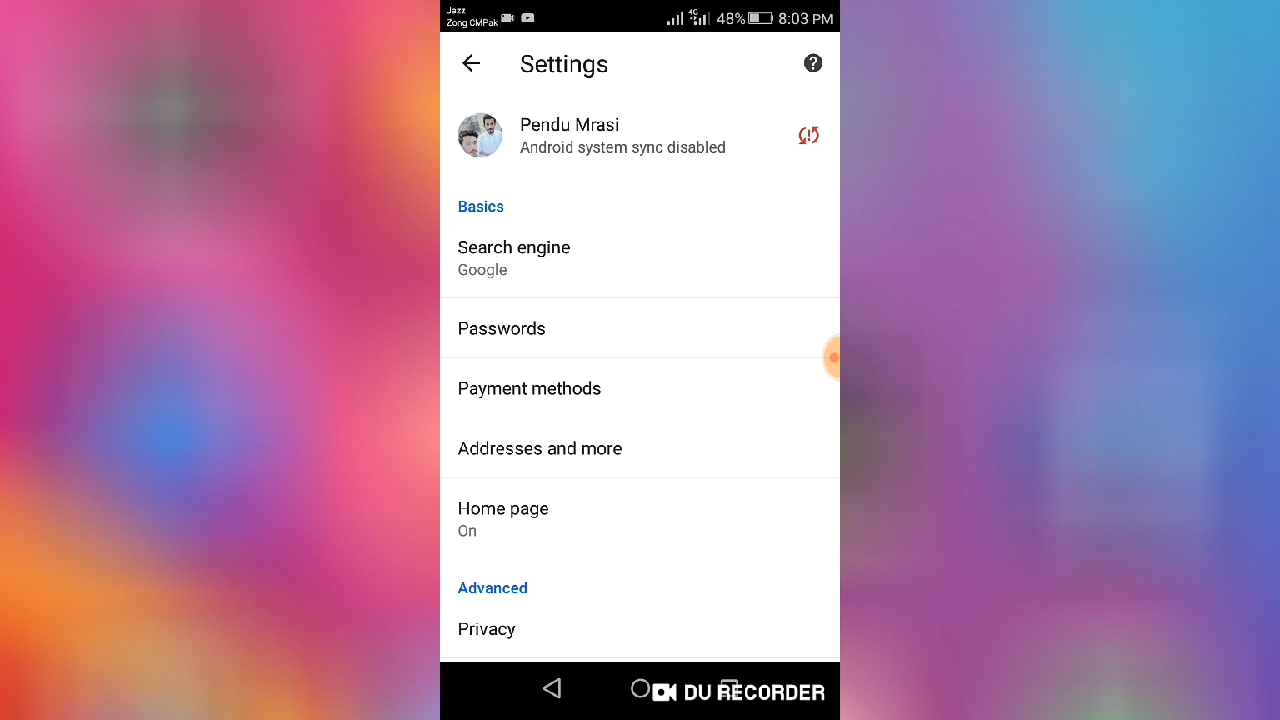 Jazz
Zong CMPak
4G
48%
8:03 PM
Settings
Pendu Mrasi
Android system sync disabled
Basics
Search engine
Google
Passwords
Payment methods
Addresses and more
Home page
On
Advanced
Privacy
DU RECORDER